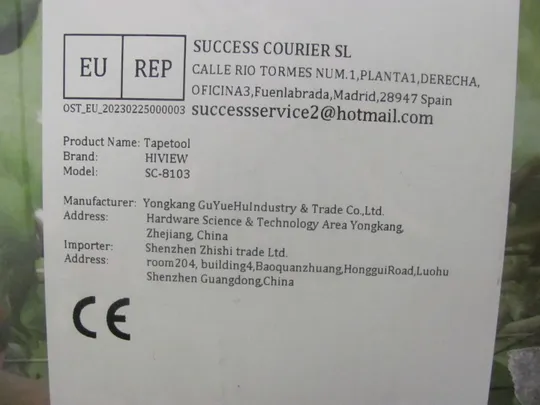 EU REP
SUCCESS COURIER SL
CALLE RIO TORMES NUM.1,PLANTA1,DERECHA,
OFICINA3,Fuenlabrada,Madrid,28947 Spain
OST_EU_20230225000003 successservice2@hotmail.com
Product Name: Tapetool
Brand: HIVIEW
Model: SC-8103
Manufacturer: Yongkang GuYueHuIndustry & Trade Co.,Ltd.
Address: Hardware Science & Technology Area Yongkang,
Zhejiang, China
Importer: Shenzhen Zhishi trade Ltd.
Address: room204, building4,Baoquanzhuang,HongguiRoad,Luohu
Shenzhen Guangdong,China
CE